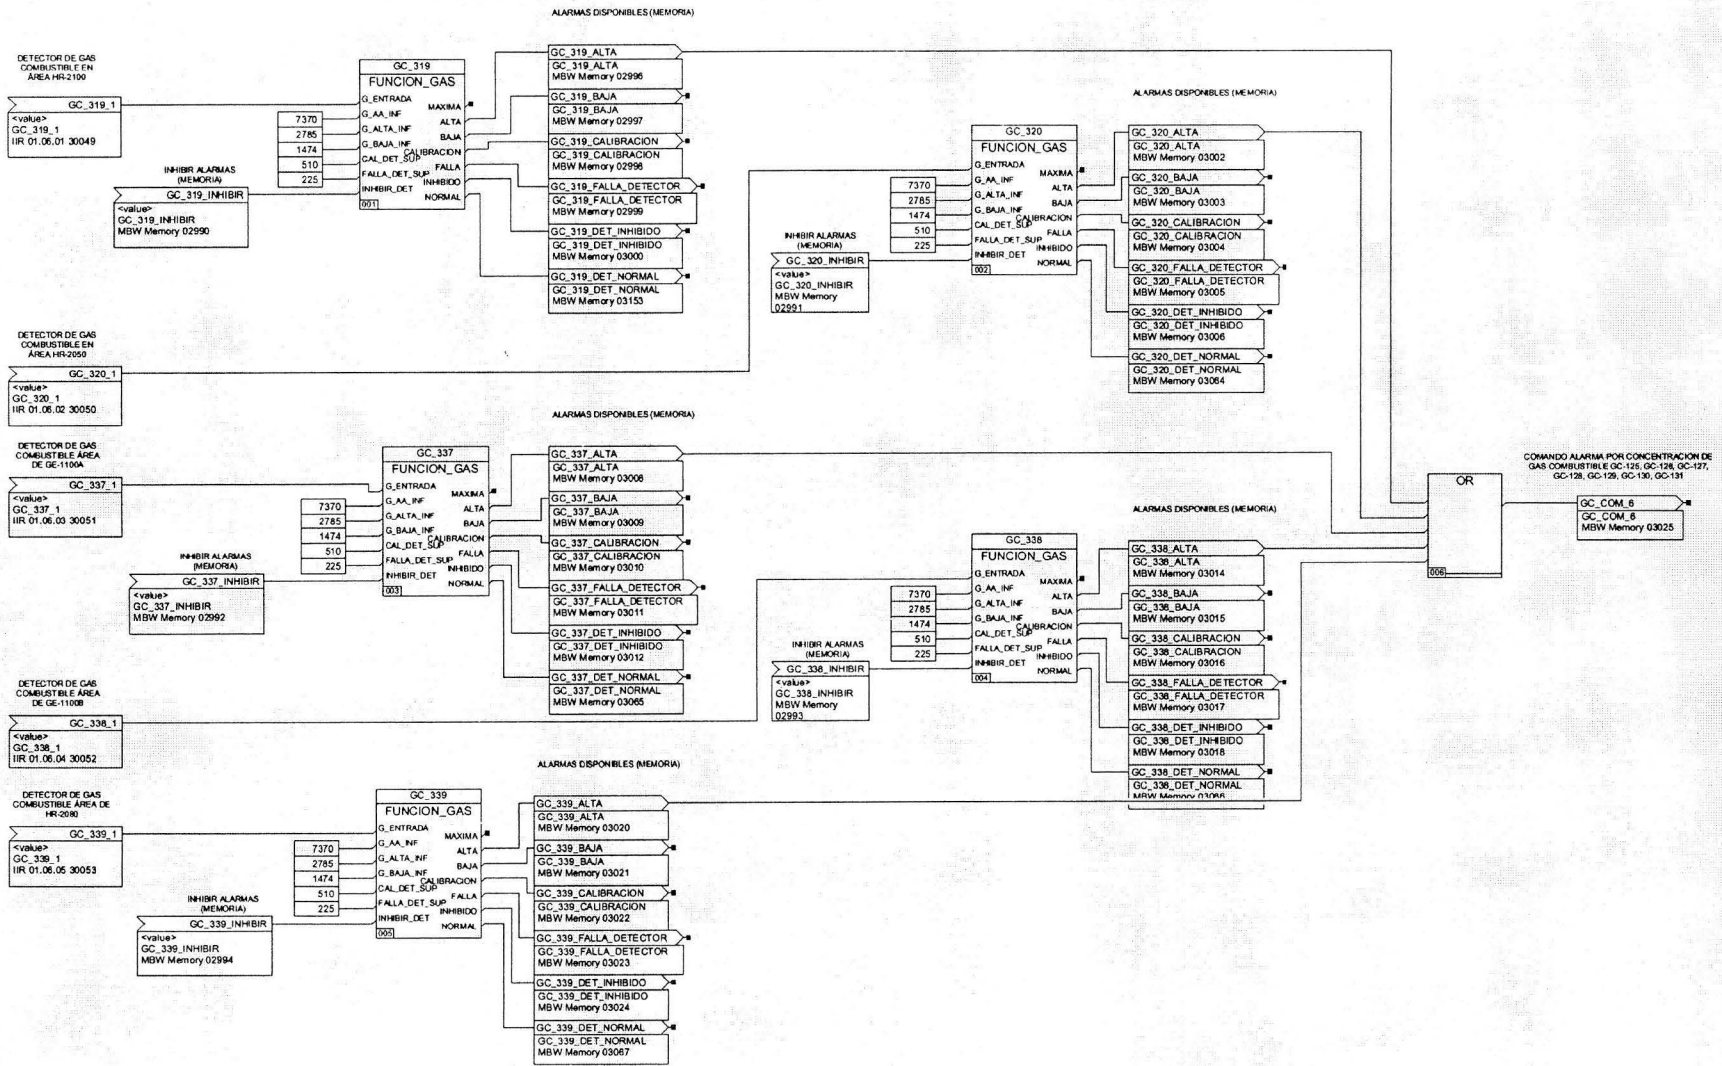 ALARMAS DISPONIBLES (MEMORIA)
DETECTOR DE GAS
COMBUSTIBLE EN
ÁREA HR-2100
GC_319_1
<value>
GC_319_1
IIR 01.06.01 30049
INHIBIR ALARMAS
(MEMORIA)
GC_319_INHIBIR
<value>
GC_319_INHIBIR
MBW Memory 02990
7370
2785
1474
510
225
GC_319
FUNCION_GAS
G_ENTRADA
G_AA_INF
G_ALTA_INF
G_BAJA_INF
CAL_DET_SUP
FALLA_DET_SUP
INHIBIR_DET
MAXIMA
ALTA
BAJA
CALIBRACION
FALLA
INHIBIDO
NORMAL
001
GC_319_ALTA
GC_319_ALTA
MBW Memory 02996
GC_319_BAJA
GC_319_BAJA
MBW Memory 02997
GC_319_CALIBRACION
GC_319_CALIBRACION
MBW Memory 02998
GC_319_FALLA_DETECTOR
GC_319_FALLA_DETECTOR
MBW Memory 02999
GC_319_DET_INHIBIDO
GC_319_DET_INHIBIDO
MBW Memory 03000
GC_319_DET_NORMAL
GC_319_DET_NORMAL
MBW Memory 03153
DETECTOR DE GAS
COMBUSTIBLE EN
ÁREA HR-2050
GC_320_1
<value>
GC_320_1
IIR 01.06.02 30050
INHIBIR ALARMAS
(MEMORIA)
GC_320_INHIBIR
<value>
GC_320_INHIBIR
MBW Memory
02991
7370
2785
1474
510
225
GC_320
FUNCION_GAS
G_ENTRADA
G_AA_INF
G_ALTA_INF
G_BAJA_INF
CAL_DET_SUP
FALLA_DET_SUP
INHIBIR_DET
MAXIMA
ALTA
BAJA
CALIBRACION
FALLA
INHIBIDO
NORMAL
002
ALARMAS DISPONIBLES (MEMORIA)
GC_320_ALTA
GC_320_ALTA
MBW Memory 03002
GC_320_BAJA
GC_320_BAJA
MBW Memory 03003
GC_320_CALIBRACION
GC_320_CALIBRACION
MBW Memory 03004
GC_320_FALLA_DETECTOR
GC_320_FALLA_DETECTOR
MBW Memory 03005
GC_320_DET_INHIBIDO
GC_320_DET_INHIBIDO
MBW Memory 03006
GC_320_DET_NORMAL
GC_320_DET_NORMAL
MBW Memory 03064
DETECTOR DE GAS
COMBUSTIBLE ÁREA
DE GE-1100A
GC_337_1
<value>
GC_337_1
IIR 01.06.03 30051
INHIBIR ALARMAS
(MEMORIA)
GC_337_INHIBIR
<value>
GC_337_INHIBIR
MBW Memory 02992
7370
2785
1474
510
225
GC_337
FUNCION_GAS
G_ENTRADA
G_AA_INF
G_ALTA_INF
G_BAJA_INF
CAL_DET_SUP
FALLA_DET_SUP
INHIBIR_DET
MAXIMA
ALTA
BAJA
CALIBRACION
FALLA
INHIBIDO
NORMAL
003
ALARMAS DISPONIBLES (MEMORIA)
GC_337_ALTA
GC_337_ALTA
MBW Memory 03008
GC_337_BAJA
GC_337_BAJA
MBW Memory 03009
GC_337_CALIBRACION
GC_337_CALIBRACION
MBW Memory 03010
GC_337_FALLA_DETECTOR
GC_337_FALLA_DETECTOR
MBW Memory 03011
GC_337_DET_INHIBIDO
GC_337_DET_INHIBIDO
MBW Memory 03012
GC_337_DET_NORMAL
GC_337_DET_NORMAL
MBW Memory 03065
DETECTOR DE GAS
COMBUSTIBLE ÁREA
DE GE-1100B
GC_338_1
<value>
GC_338_1
IIR 01.06.04 30052
INHIBIR ALARMAS
(MEMORIA)
GC_338_INHIBIR
<value>
GC_338_INHIBIR
MBW Memory
02993
7370
2785
1474
510
225
GC_338
FUNCION_GAS
G_ENTRADA
G_AA_INF
G_ALTA_INF
G_BAJA_INF
CAL_DET_SUP
FALLA_DET_SUP
INHIBIR_DET
MAXIMA
ALTA
BAJA
CALIBRACION
FALLA
INHIBIDO
NORMAL
004
ALARMAS DISPONIBLES (MEMORIA)
GC_338_ALTA
GC_338_ALTA
MBW Memory 03014
GC_338_BAJA
GC_338_BAJA
MBW Memory 03015
GC_338_CALIBRACION
GC_338_CALIBRACION
MBW Memory 03016
GC_338_FALLA_DETECTOR
GC_338_FALLA_DETECTOR
MBW Memory 03017
GC_338_DET_INHIBIDO
GC_338_DET_INHIBIDO
MBW Memory 03018
GC_338_DET_NORMAL
GC_338_DET_NORMAL
MBW Memory 03066
DETECTOR DE GAS
COMBUSTIBLE ÁREA DE
HR-2080
GC_339_1
<value>
GC_339_1
IIR 01.06.05 30053
INHIBIR ALARMAS
(MEMORIA)
GC_339_INHIBIR
<value>
GC_339_INHIBIR
MBW Memory 02994
7370
2785
1474
510
225
GC_339
FUNCION_GAS
G_ENTRADA
G_AA_INF
G_ALTA_INF
G_BAJA_INF
CAL_DET_SUP
FALLA_DET_SUP
INHIBIR_DET
MAXIMA
ALTA
BAJA
CALIBRACION
FALLA
INHIBIDO
NORMAL
005
ALARMAS DISPONIBLES (MEMORIA)
GC_339_ALTA
GC_339_ALTA
MBW Memory 03020
GC_339_BAJA
GC_339_BAJA
MBW Memory 03021
GC_339_CALIBRACION
GC_339_CALIBRACION
MBW Memory 03022
GC_339_FALLA_DETECTOR
GC_339_FALLA_DETECTOR
MBW Memory 03023
GC_339_DET_INHIBIDO
GC_339_DET_INHIBIDO
MBW Memory 03024
GC_339_DET_NORMAL
GC_339_DET_NORMAL
MBW Memory 03067
OR
006
COMANDO ALARMA POR CONCENTRACION DE
GAS COMBUSTIBLE GC-125, GC-126, GC-127,
GC-128, GC-129, GC-130, GC-131
GC_COM_6
GC_COM_6
MBW Memory 03025